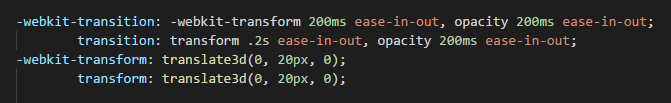 -webkit-transition: -webkit-transform 200ms ease-in-out, opacity 200ms ease-in-out;
transition: transform .2s ease-in-out, opacity 200ms ease-in-out;
-webkit-transform: translate3d(0, 20px, 0);
transform: translate3d(0, 20px, 0);